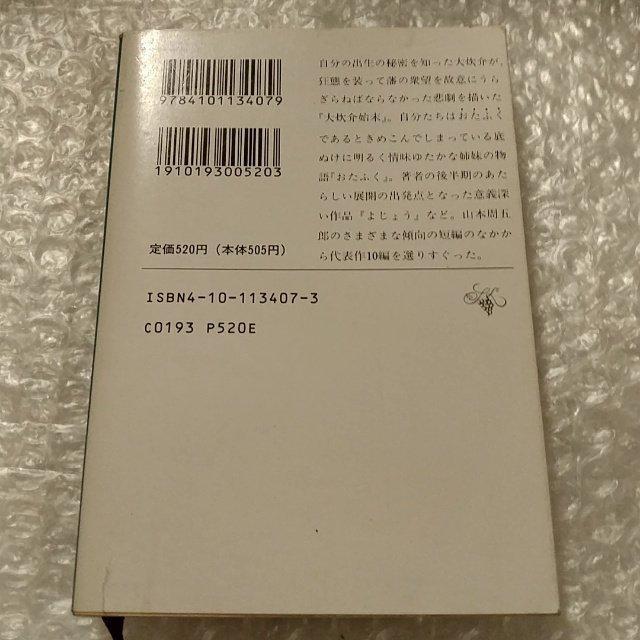 9784101134079
1910193005203
定価520円（本体505円）
自分の出生の秘密を知った大炊介が、
狂態を装って藩の衆望を故意にうら
ぎらねばならなかった悲劇を描いた
『大炊介始末』。自分たちはおたふく
であるときめこんでしまっている底
ぬけに明るく情味ゆたかな姉妹の物
語『おたふく』。著者の後半期のあた
らしい展開の出発点となった意義深
い作品『よじょう』など。山本周五
郎のさまざまな傾向の短編のなかか
ら代表作10編を選りすぐった。
ISBN4-10-113407-3
C0193 P520E